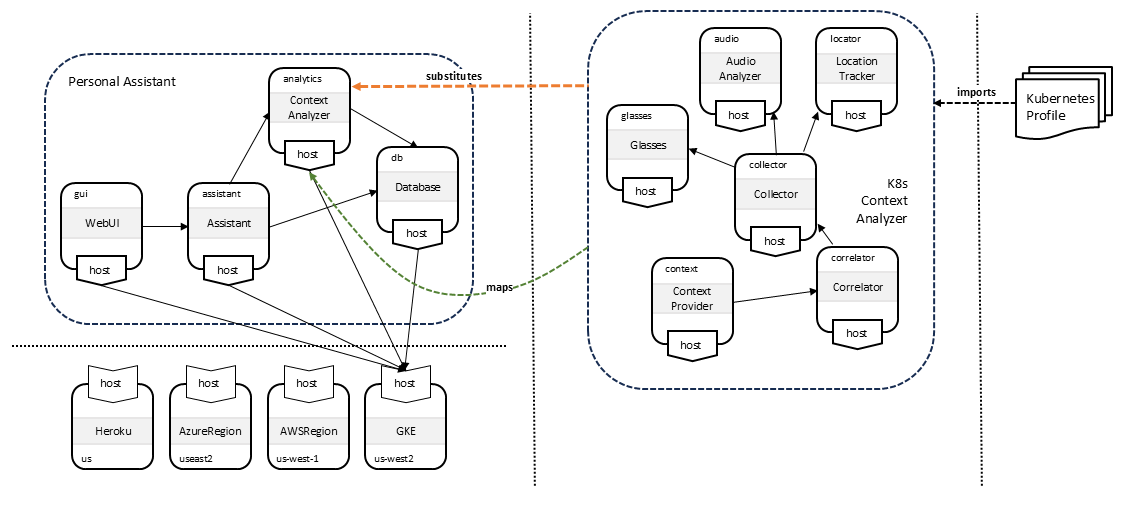 Personal Assistant
analytics
Context
Analyzer
host
db
Database
host
gui
WebUI
host
assistant
Assistant
host
substitutes
maps
host
Heroku
us
host
AzureRegion
useast2
host
AWSRegion
us-west-1
host
GKE
us-west2
audio
Audio
Analyzer
host
locator
Location
Tracker
host
glasses
Glasses
host
collector
Collector
host
K8s
Context
Analyzer
context
Context
Provider
host
correlator
Correlator
host
imports
Kubernetes
Profile